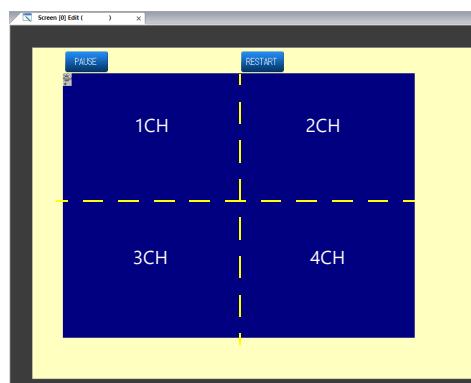 Screen [0] Edit ( )
PAUSE RESTART
1CH 2CH
3CH 4CH